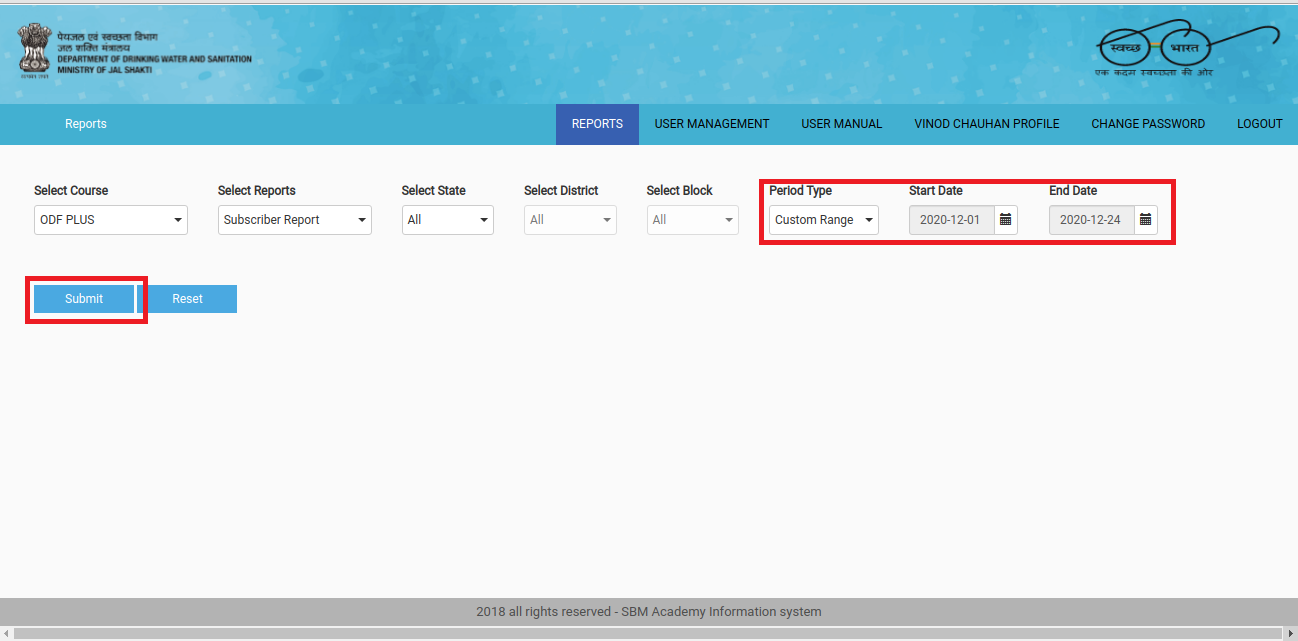 पेयजल एवं स्वच्छता विभाग
जल शक्ति मंत्रालय
DEPARTMENT OF DRINKING WATER AND SANITATION
MINISTRY OF JAL SHAKTI
स्वच्छ भारत
एक कदम स्वच्छता की ओर
Reports REPORTS USER MANAGEMENT USER MANUAL VINOD CHAUHAN PROFILE CHANGE PASSWORD LOGOUT
Select Course Select Reports Select State Select District Select Block Period Type Start Date End Date
ODF PLUS Subscriber Report All All All Custom Range 2020-12-01 2020-12-24
Submit Reset
2018 all rights reserved - SBM Academy Information system